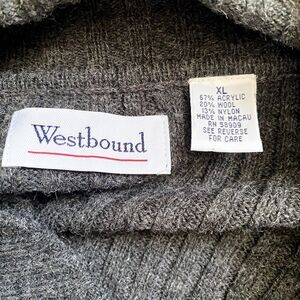 Westbound
XL
67% ACRYLIC
20% WOOL
13% NYLON
MADE IN MACAU
RN 58909
SEE REVERSE
FOR CARE